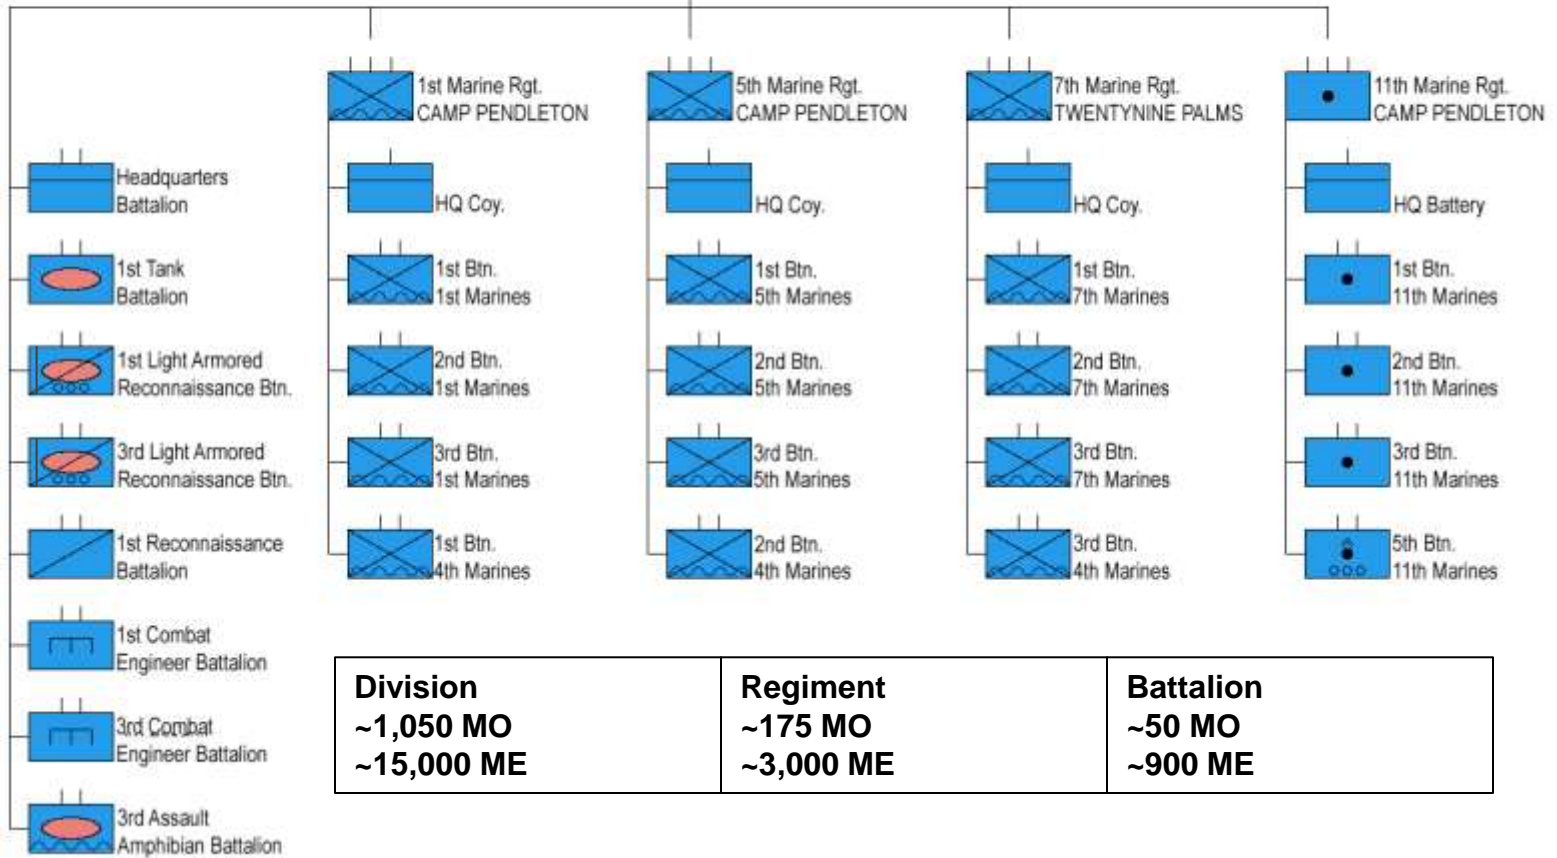 1st Marine Rgt.
CAMP PENDLETON
5th Marine Rgt.
CAMP PENDLETON
7th Marine Rgt.
TWENTYNINE PALMS
11th Marine Rgt.
CAMP PENDLETON
Headquarters
Battalion
1st Tank
Battalion
1st Light Armored
Reconnaissance Btn.
3rd Light Armored
Reconnaissance Btn.
1st Reconnaissance
Battalion
1st Combat
Engineer Battalion
3rd Combat
Engineer Battalion
3rd Assault
Amphibian Battalion
HQ Coy.
1st Btn.
1st Marines
2nd Btn.
1st Marines
3rd Btn.
1st Marines
1st Btn.
4th Marines
HQ Coy.
1st Btn.
5th Marines
2nd Btn.
5th Marines
3rd Btn.
5th Marines
2nd Btn.
4th Marines
HQ Coy.
1st Btn.
7th Marines
2nd Btn.
7th Marines
3rd Btn.
7th Marines
3rd Btn.
4th Marines
HQ Battery
1st Btn.
11th Marines
2nd Btn.
11th Marines
3rd Btn.
11th Marines
5th Btn.
11th Marines
Division
~1,050 MO
~15,000 ME
Regiment
~175 MO
~3,000 ME
Battalion
~50 MO
~900 ME